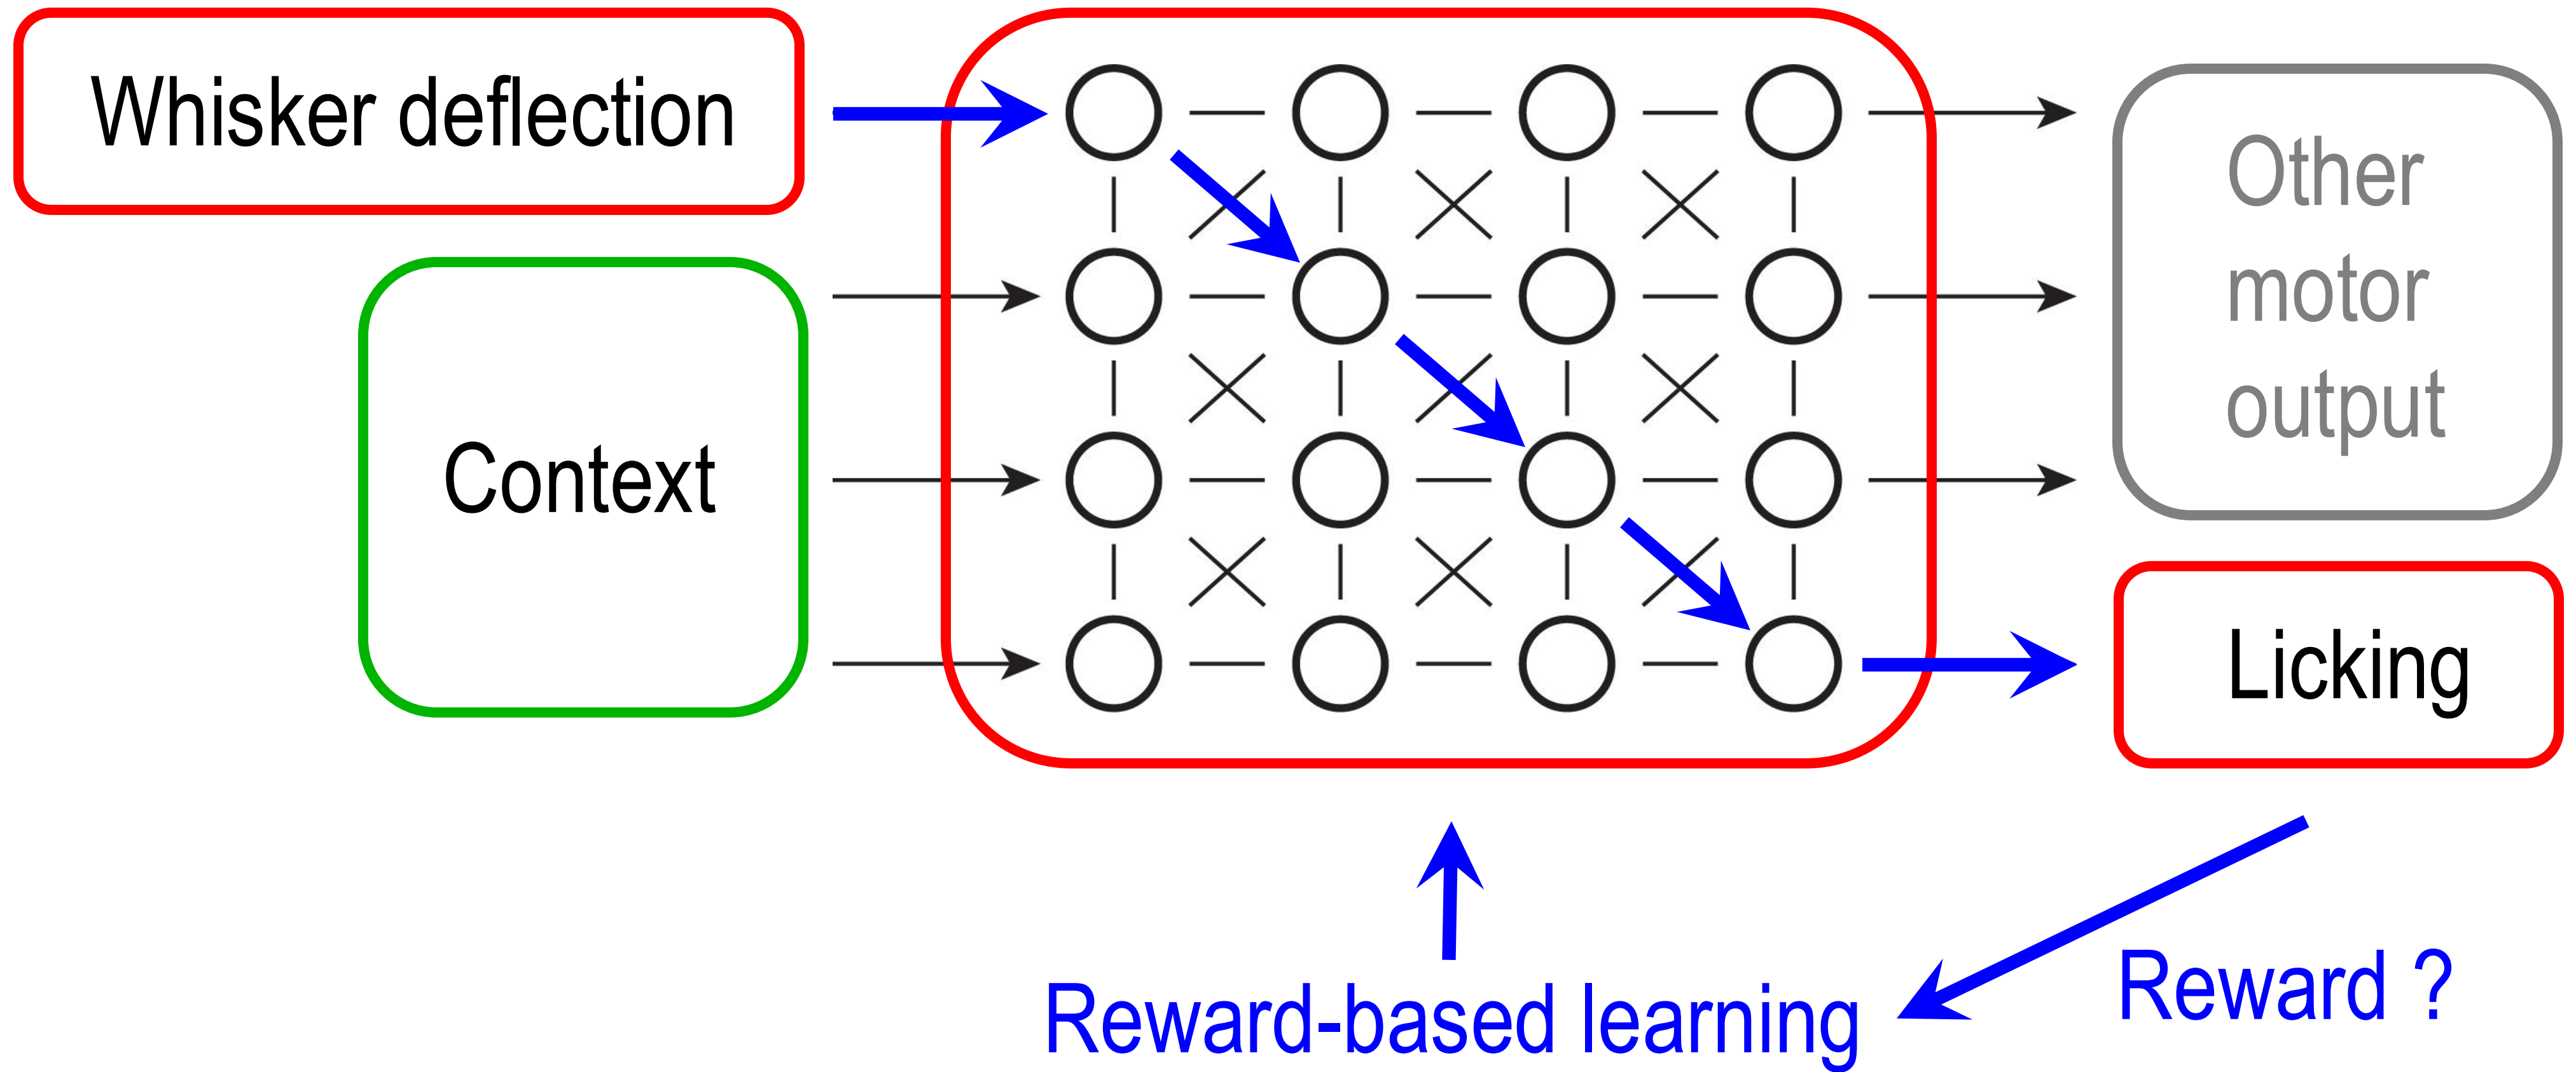 Whisker deflection
Context
Other
motor
output
Licking
Reward ?
Reward-based learning